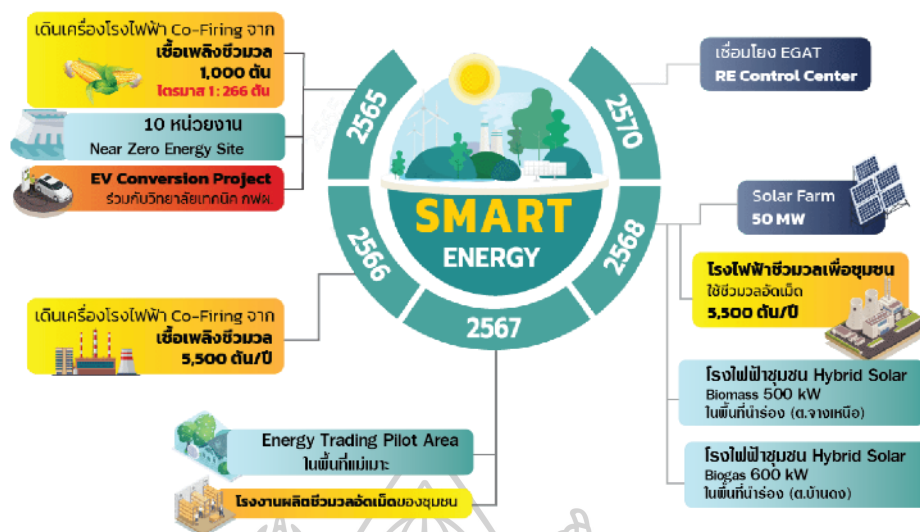 เดินเครื่องโรงไฟฟ้า Co-Firing จาก
เชื้อเพลิงชีวมวล
1,000 ตัน
ไตรมาส 1 : 266 ตัน
10 หน่วยงาน
Near Zero Energy Site
EV Conversion Project
ร่วมกับวิทยาลัยเทคนิค กฟผ.
2565
เดินเครื่องโรงไฟฟ้า Co-Firing จาก
เชื้อเพลิงชีวมวล
5,500 ตัน/ปี
2566
SMART
ENERGY
2567
Energy Trading Pilot Area
ในพื้นที่แม่เมาะ
โรงงานผลิตชีวมวลอัดเม็ดของชุมชน
2568
Solar Farm
50 MW
โรงไฟฟ้าชีวมวลเพื่อชุมชน
ใช้ชีวมวลอัดเม็ด
5,500 ตัน/ปี
โรงไฟฟ้าชุมชน Hybrid Solar
Biomass 500 kW
ในพื้นที่นำร่อง (ต.จางเหนือ)
โรงไฟฟ้าชุมชน Hybrid Solar
Biogas 600 kW
ในพื้นที่นำร่อง (ต.บ้านดง)
2570
เชื่อมโยง EGAT
RE Control Center